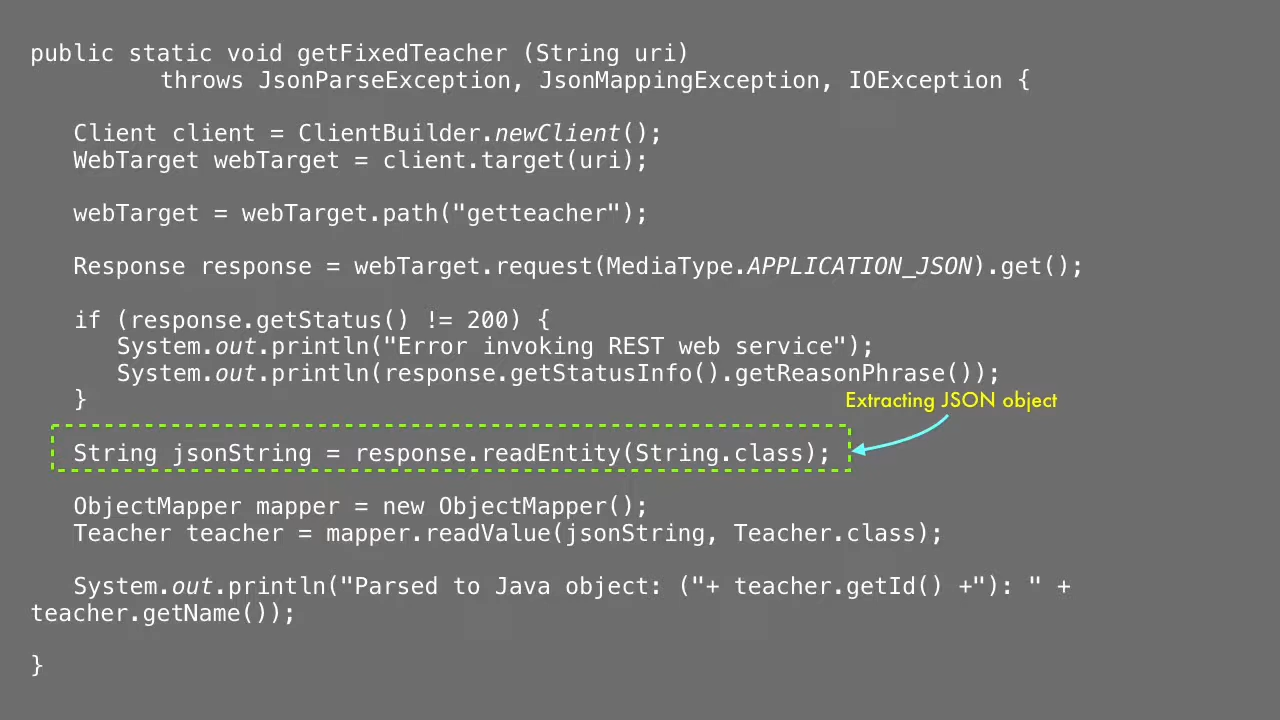 public static void getFixedTeacher (String uri)
throws JsonParseException, JsonMappingException, IOException {
Client client = ClientBuilder.newClient();
WebTarget webTarget = client.target(uri);
webTarget = webTarget.path("getteacher");
Response response = webTarget.request(MediaType.APPLICATION_JSON).get();
if (response.getStatus() != 200) {
System.out.println("Error invoking REST web service");
System.out.println(response.getStatusInfo().getReasonPhrase());
}
Extracting JSON object
String jsonString = response.readEntity(String.class);
ObjectMapper mapper = new ObjectMapper();
Teacher teacher = mapper.readValue(jsonString, Teacher.class);
System.out.println("Parsed to Java object: ("+ teacher.getId() +"): " +
teacher.getName());
}